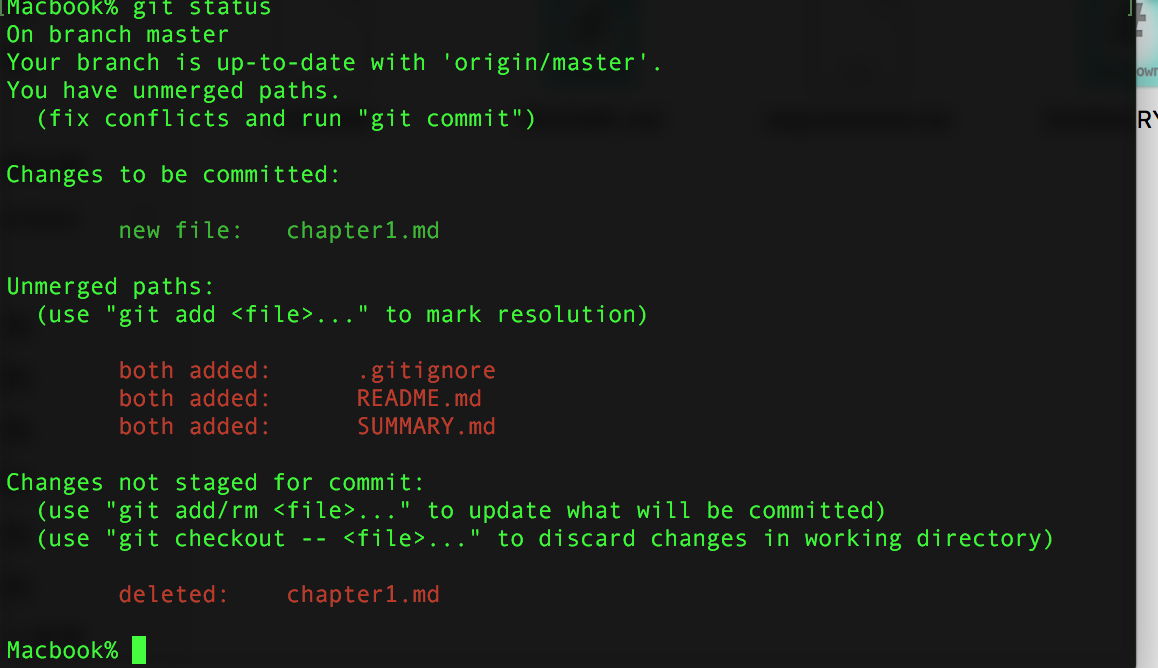 [Macbook% git status ]
On branch master
Your branch is up-to-date with 'origin/master'.
You have unmerged paths.
  (fix conflicts and run "git commit")
Changes to be committed:
        new file:   chapter1.md
Unmerged paths:
  (use "git add <file>..." to mark resolution)
        both added:      .gitignore
        both added:      README.md
        both added:      SUMMARY.md
Changes not staged for commit:
  (use "git add/rm <file>..." to update what will be committed)
  (use "git checkout -- <file>..." to discard changes in working directory)
        deleted:    chapter1.md
Macbook%